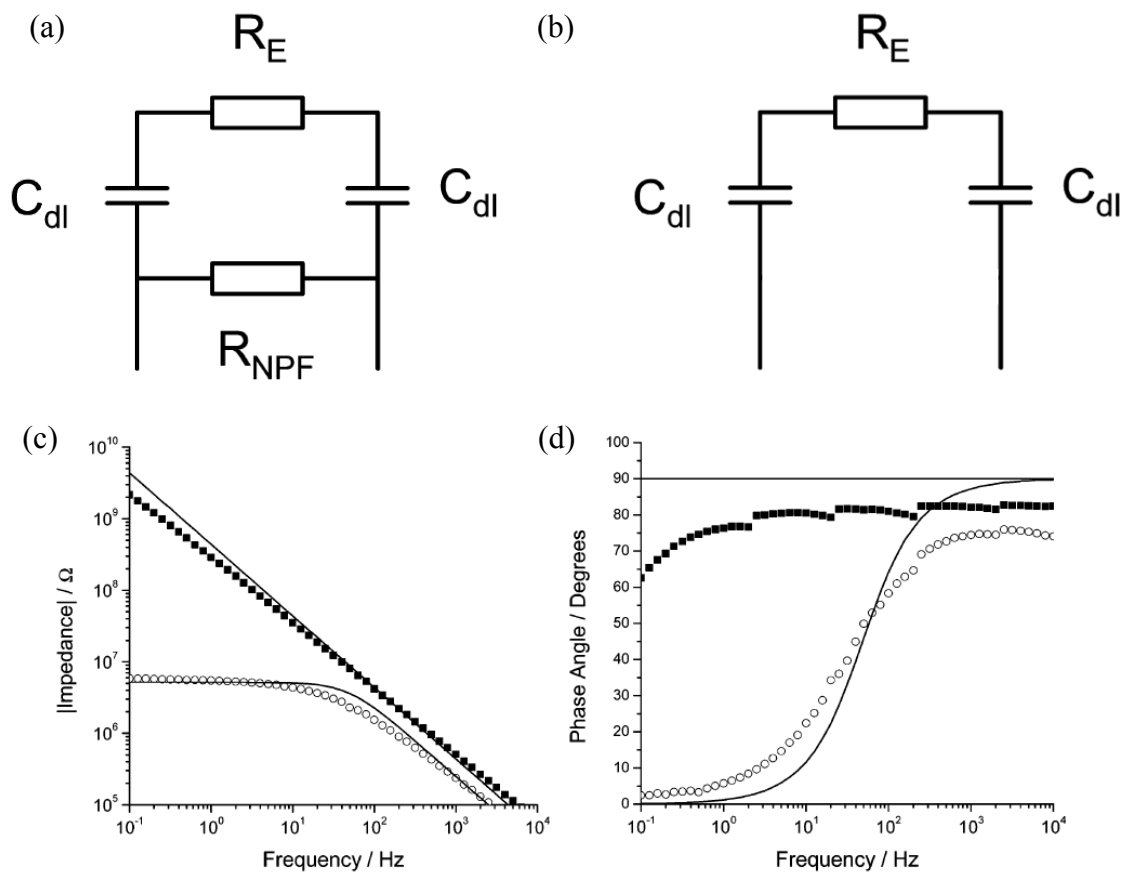 (a)
R_E
C_dl
C_dl
R_NPF
(b)
R_E
C_dl
C_dl
(c)
10^10
10^9
10^8
10^7
10^6
10^5
|Impedance| / Ω
10^-1 10^0 10^1 10^2 10^3 10^4
Frequency / Hz
(d)
100
90
80
70
60
50
40
30
20
10
0
Phase Angle / Degrees
10^-1 10^0 10^1 10^2 10^3 10^4
Frequency / Hz